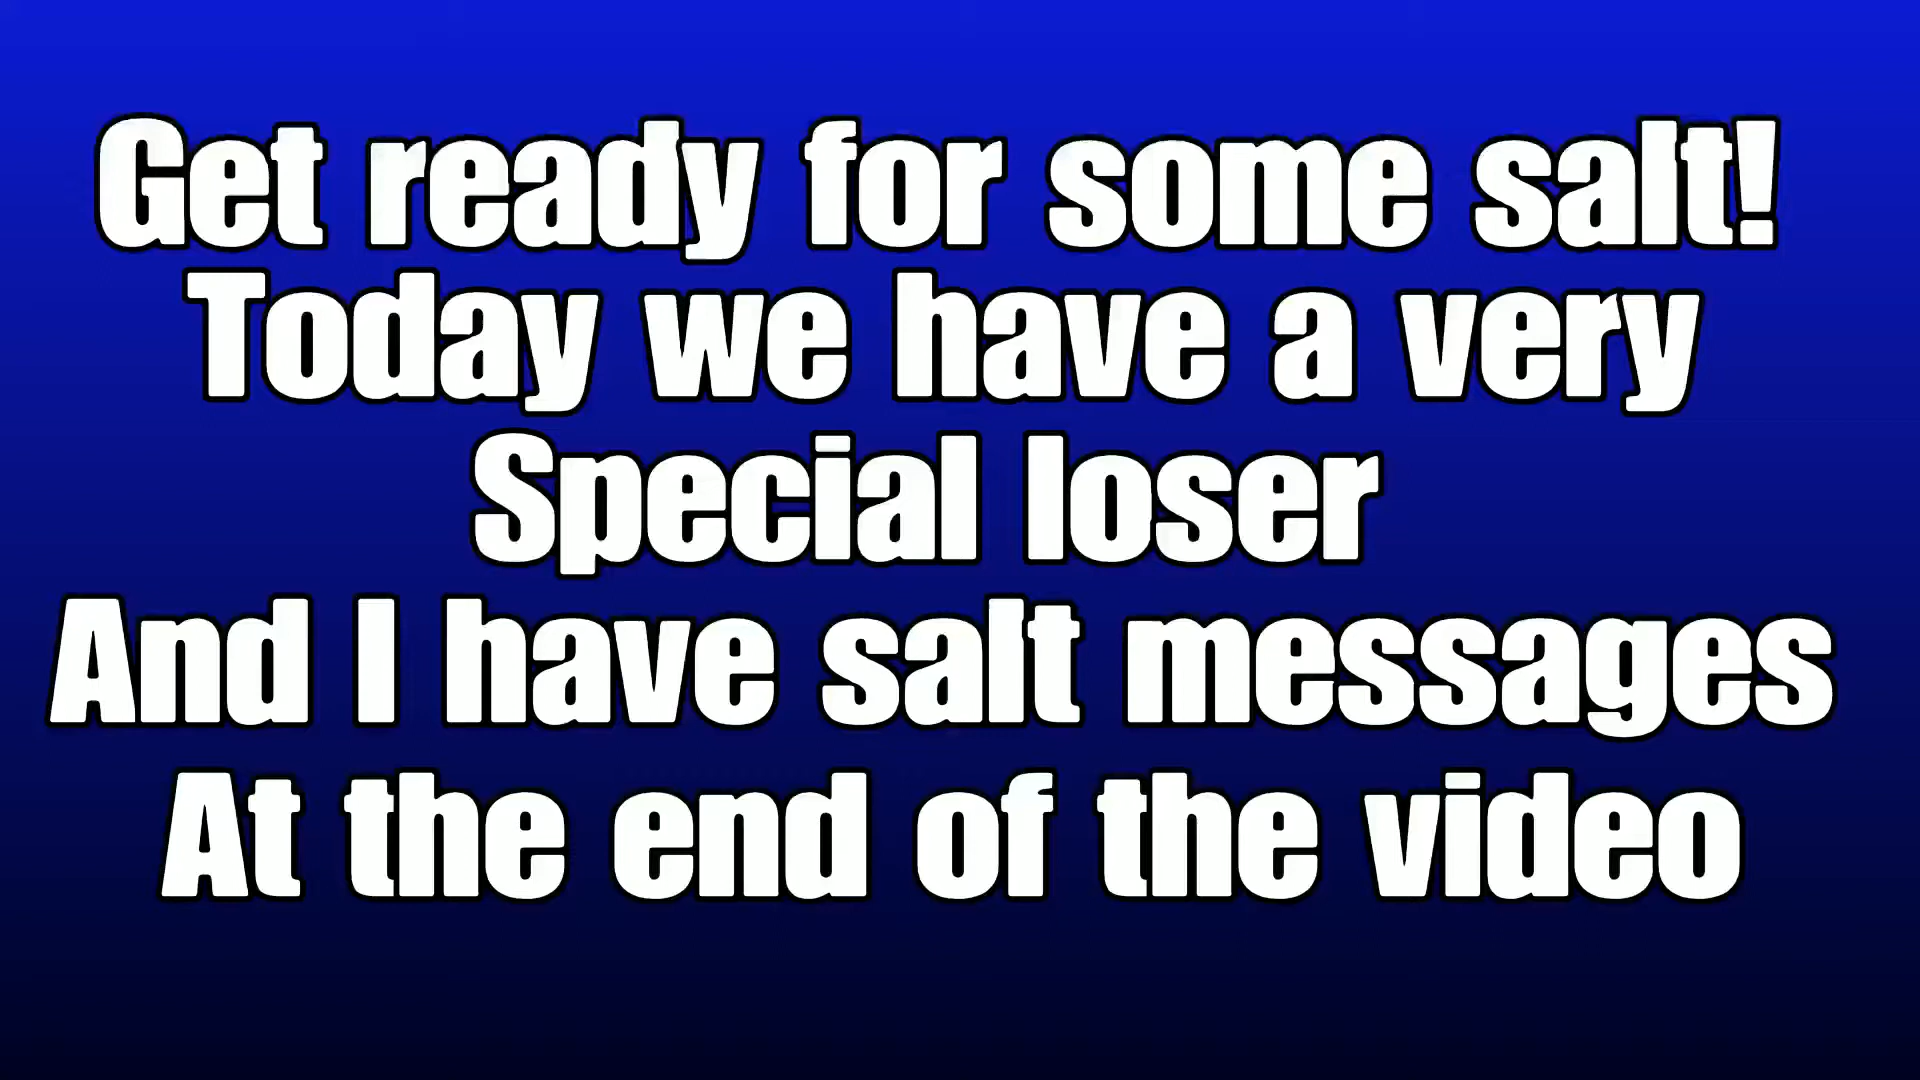 Get ready for some salt!
Today we have a very
Special loser
And I have salt messages
At the end of the video